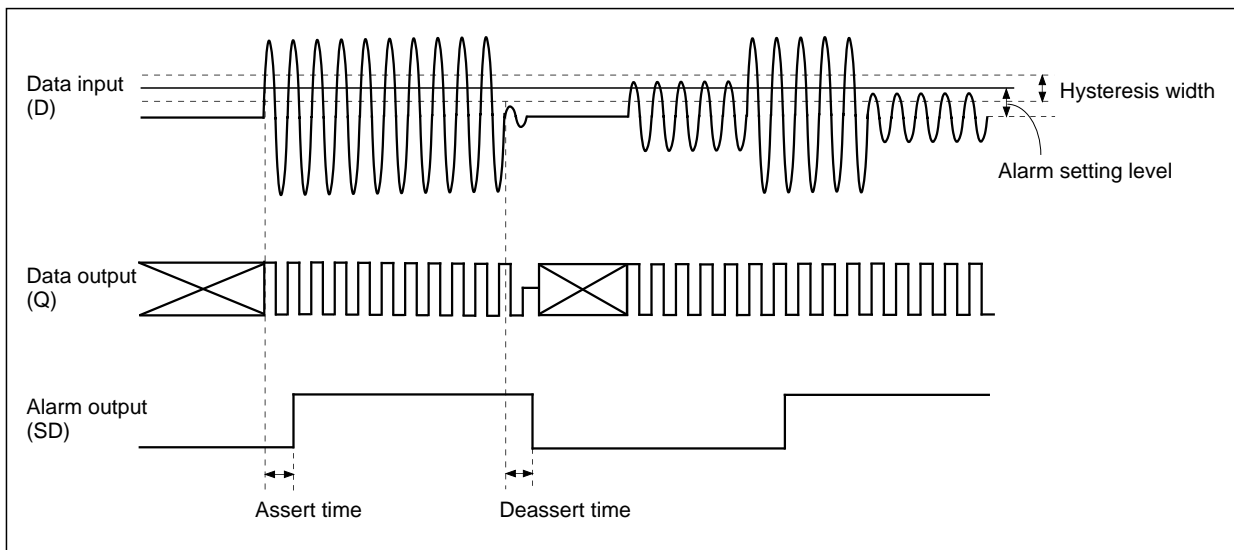 Data input
(D)
Hysteresis width
Alarm setting level
Data output
(Q)
Alarm output
(SD)
Assert time
Deassert time